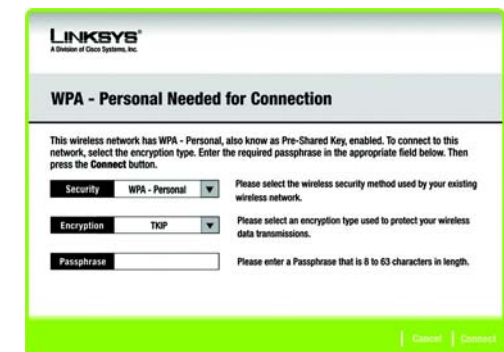 LINKSYS®
A Division of Cisco Systems, Inc.
WPA - Personal Needed for Connection
This wireless network has WPA - Personal, also know as Pre-Shared Key, enabled. To connect to this
network, select the encryption type. Enter the required passphrase in the appropriate field below. Then
press the Connect button.
Security WPA - Personal Please select the wireless security method used by your existing
wireless network.
Encryption TKIP Please select an encryption type used to protect your wireless
data transmissions.
Passphrase Please enter a Passphrase that is 8 to 63 characters in length.
Cancel Connect